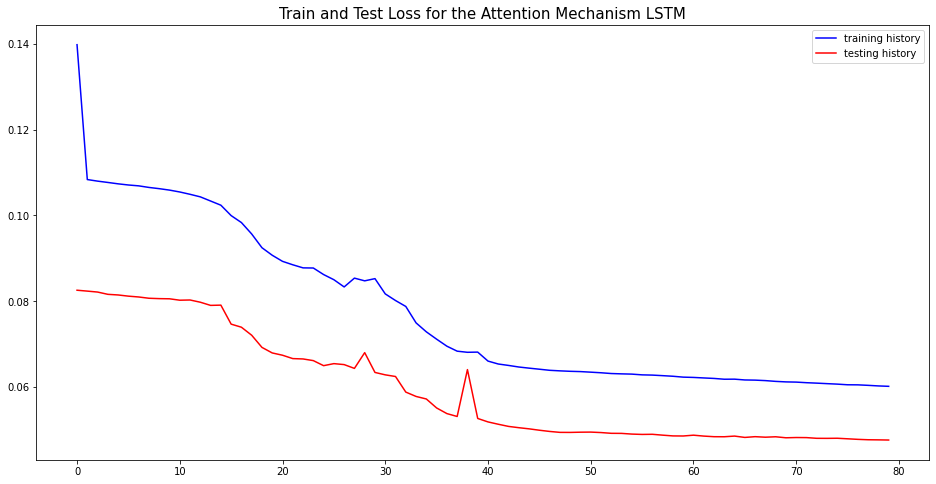 Train and Test Loss for the Attention Mechanism LSTM
training history
testing history
0.14
0.12
0.10
0.08
0.06
0 10 20 30 40 50 60 70 80